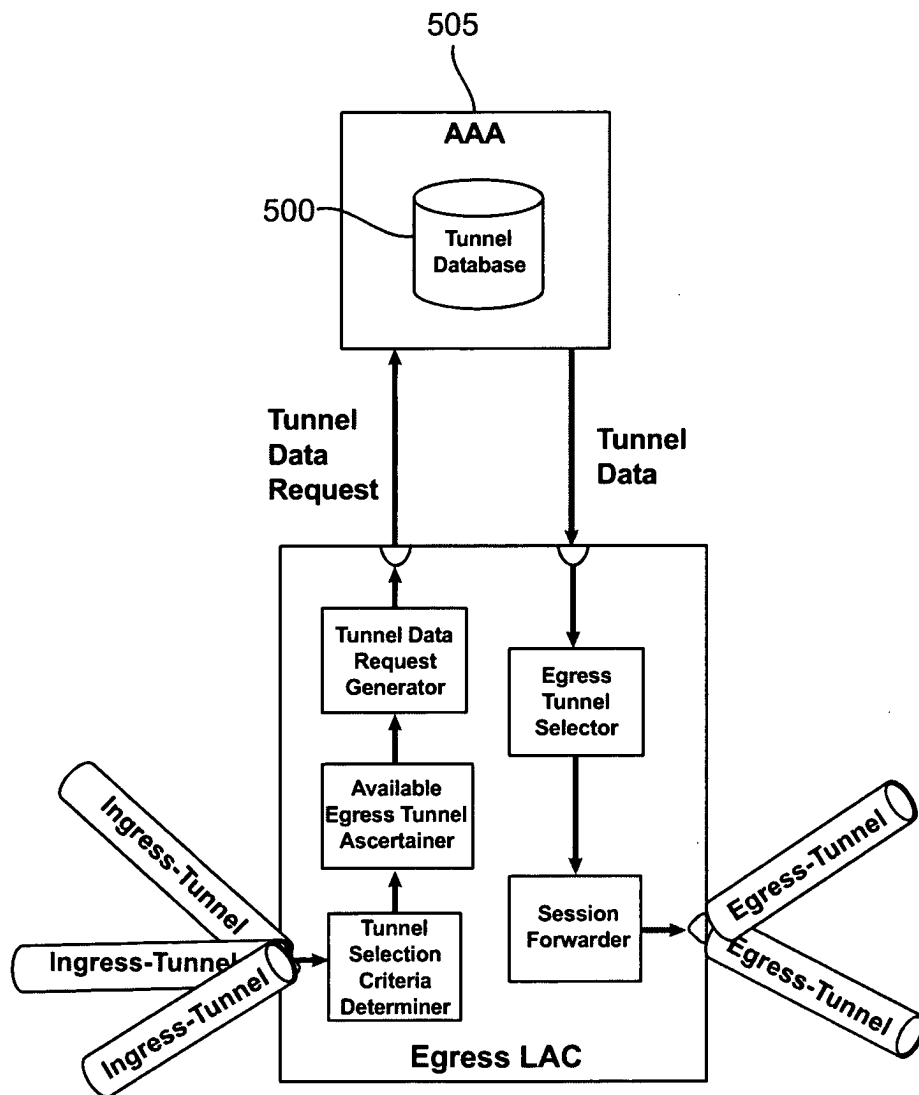 505
AAA
500
Tunnel
Database
Tunnel
Data
Request
Tunnel
Data
Tunnel Data
Request
Generator
Egress
Tunnel
Selector
Available
Egress Tunnel
Ascertainer
Tunnel
Selection
Criteria
Determiner
Session
Forwarder
Ingress-Tunnel
Ingress-Tunnel
Ingress-Tunnel
Egress-Tunnel
Egress-Tunnel
Egress LAC